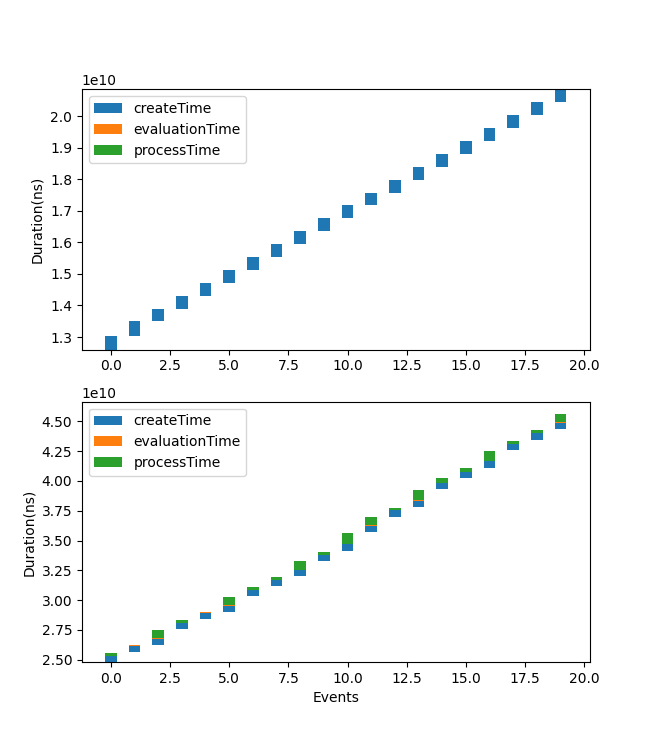 1e10
createTime
evaluationTime
processTime
2.0
1.9
1.8
1.7
1.6
1.5
1.4
1.3
Duration(ns)
0.0 2.5 5.0 7.5 10.0 12.5 15.0 17.5 20.0
1e10
createTime
evaluationTime
processTime
4.50
4.25
4.00
3.75
3.50
3.25
3.00
2.75
2.50
Duration(ns)
0.0 2.5 5.0 7.5 10.0 12.5 15.0 17.5 20.0
Events